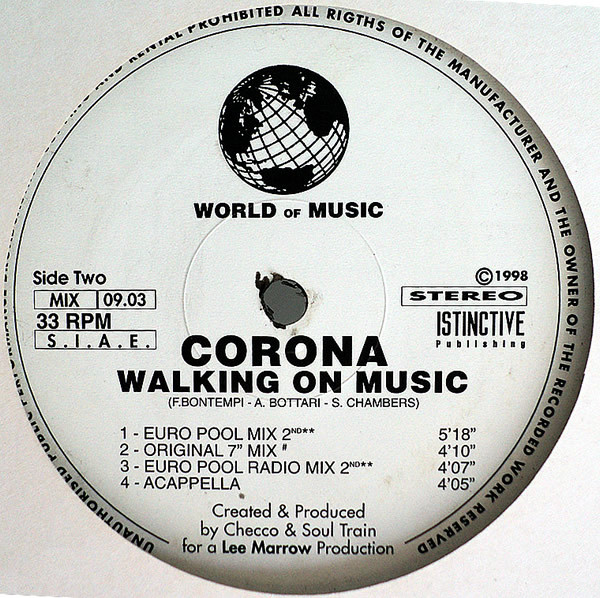 RENTAL PROHIBITED ALL RIGTHS OF THE MANUFACTURER AND THE OWNER OF THE RECORDED WORK RESERVED
WORLD OF MUSIC
Side Two
MIX 09.03
33 RPM
S.I.A.E.
©1998
STEREO
ISTINCTIVE
Publishing
CORONA
WALKING ON MUSIC
(F.BONTEMPI - A. BOTTARI - S. CHAMBERS)
1 - EURO POOL MIX 2ND** 5'18"
2 - ORIGINAL 7" MIX # 4'10"
3 - EURO POOL RADIO MIX 2ND** 4'07"
4 - ACAPPELLA 4'05"
Created & Produced
by Checco & Soul Train
for a Lee Marrow Production
UNAUTHORISED PUBLIC